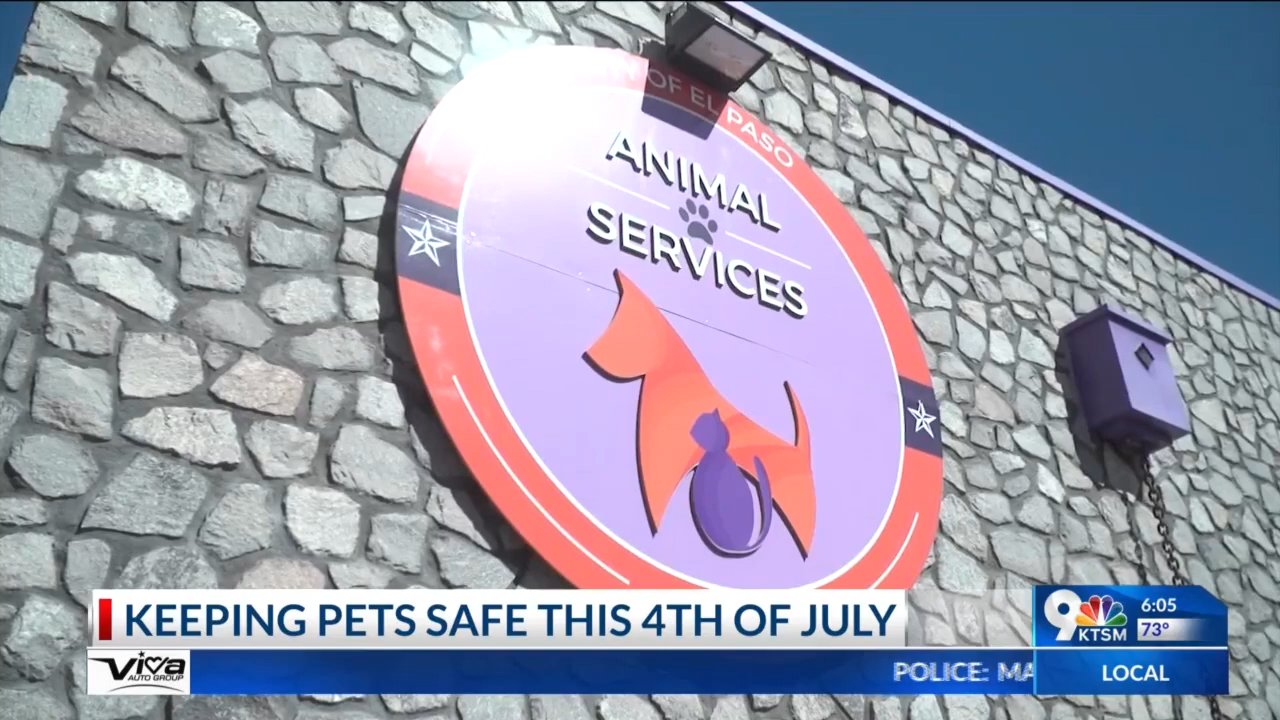 OF EL PASO
ANIMAL
SERVICES
KEEPING PETS SAFE THIS 4TH OF JULY
9
KTSM
6:05
73°
Viva
AUTO GROUP
POLICE:
LOCAL